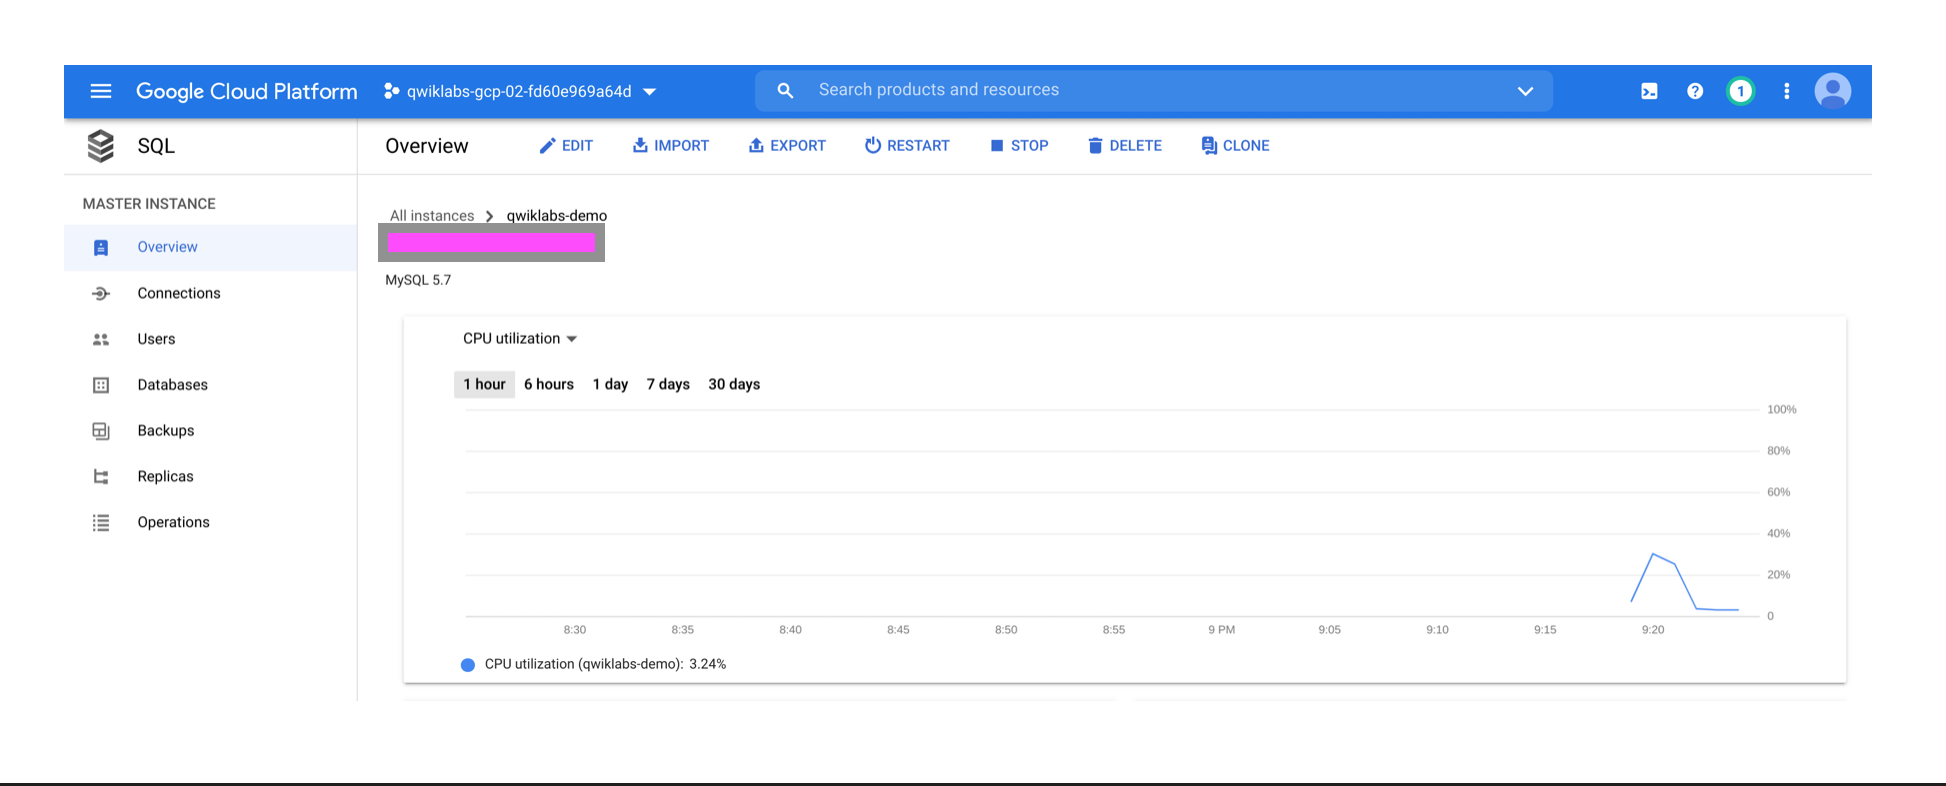 Google Cloud Platform qwiklabs-gcp-02-fd60e969a64d Search products and resources ? 1
SQL Overview EDIT IMPORT EXPORT RESTART STOP DELETE CLONE
MASTER INSTANCE
Overview
Connections
Users
Databases
Backups
Replicas
Operations
All instances > qwiklabs-demo
MySQL 5.7
CPU utilization
1 hour 6 hours 1 day 7 days 30 days
100%
80%
60%
40%
20%
0
8:30 8:35 8:40 8:45 8:50 8:55 9 PM 9:05 9:10 9:15 9:20
CPU utilization (qwiklabs-demo): 3.24%